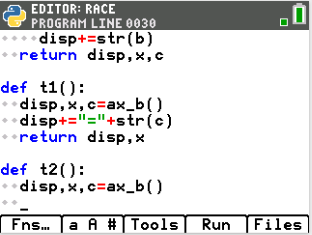 EDITOR: RACE
PROGRAM LINE 0030
····disp+=str(b)
··return disp,x,c
def t1():
··disp,x,c=ax_b()
··disp+="="+str(c)
··return disp,x
def t2():
··disp,x,c=ax_b()
··_
Fns… a A # Tools Run Files